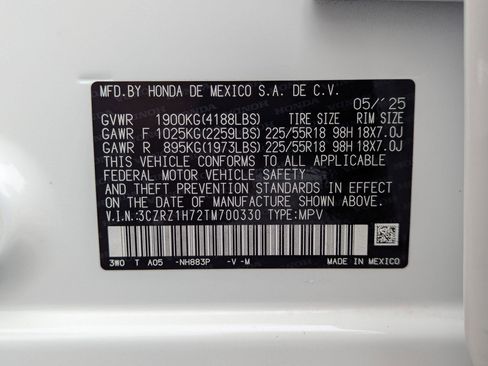 MFD.BY HONDA DE MEXICO S.A. DE C.V.
05/'25
GVWR 1900KG(4188LBS) TIRE SIZE RIM SIZE
GAWR F 1025KG(2259LBS) 225/55R18 98H 18X7.0J
GAWR R 895KG(1973LBS) 225/55R18 98H 18X7.0J
THIS VEHICLE CONFORMS TO ALL APPLICABLE
FEDERAL MOTOR VEHICLE SAFETY
AND THEFT PREVENTION STANDARDS IN EFFECT
ON THE DATE OF MANUFACTURE SHOWN ABOVE.
V.I.N.:3CZRZ1H72TM700330 TYPE:MPV
3W0 T A05 -NH883P -V -M MADE IN MEXICO